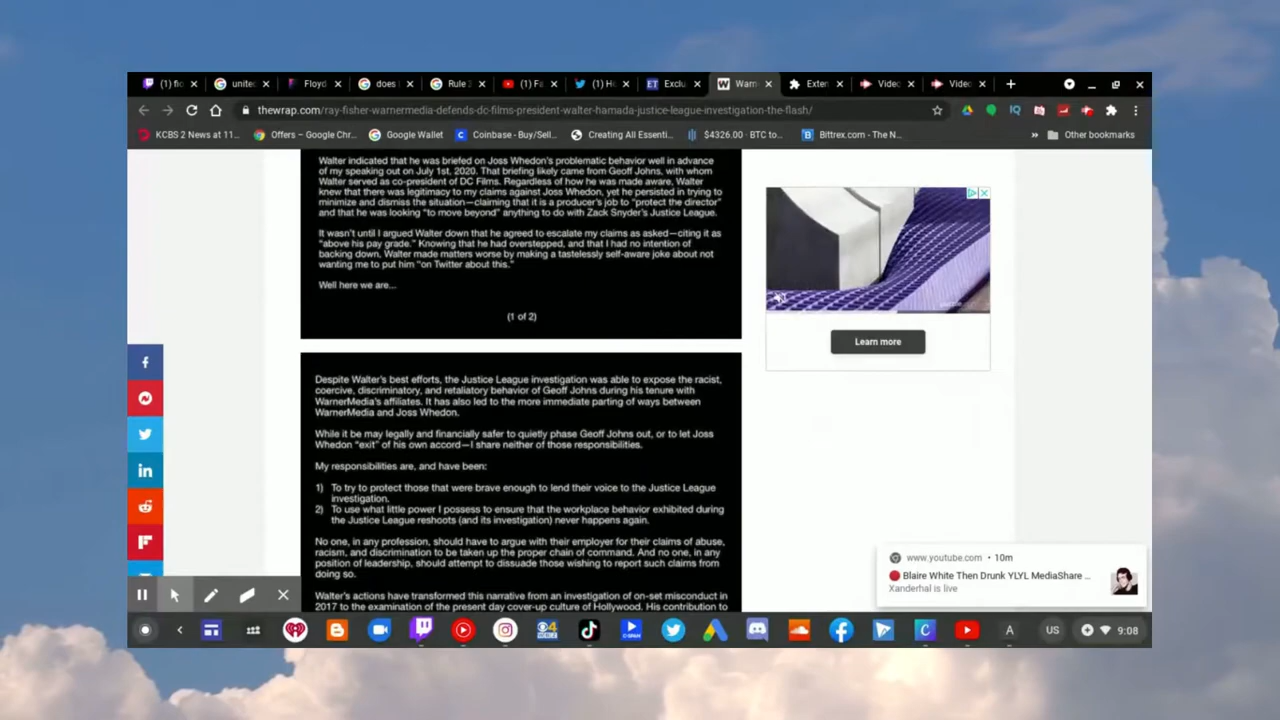 (1) fic
unite
Floyd
does
Rule 2
(1) Fa
(1) Ho
ET Exclu
W Warn
Exten
Video
Video
thewrap.com/ray-fisher-warnermedia-defends-dc-films-president-walter-hamada-justice-league-investigation-the-flash/
KCBS 2 News at 11...
Offers – Google Chr...
Google Wallet
Coinbase - Buy/Sell...
Creating All Essenti...
$4326.00 - BTC to...
Bittrex.com - The N...
»
Other bookmarks
Walter indicated that he was briefed on Joss Whedon's problematic behavior well in advance
of my speaking out on July 1st, 2020. That briefing likely came from Geoff Johns, with whom
Walter served as co-president of DC Films. Regardless of how he was made aware, Walter
knew that there was legitimacy to my claims against Joss Whedon, yet he persisted in trying to
minimize and dismiss the situation—claiming that it is a producer's job to "protect the director"
and that he was looking "to move beyond" anything to do with Zack Snyder's Justice League.
It wasn't until I argued Walter down that he agreed to escalate my claims as asked—citing it as
"above his pay grade." Knowing that he had overstepped, and that I had no intention of
backing down, Walter made matters worse by making a tastelessly self-aware joke about not
wanting me to put him "on Twitter about this."
Well here we are...
(1 of 2)
Learn more
Despite Walter's best efforts, the Justice League investigation was able to expose the racist,
coercive, discriminatory, and retaliatory behavior of Geoff Johns during his tenure with
WarnerMedia's affiliates. It has also led to the more immediate parting of ways between
WarnerMedia and Joss Whedon.
While it be may legally and financially safer to quietly phase Geoff Johns out, or to let Joss
Whedon "exit" of his own accord—I share neither of those responsibilities.
My responsibilities are, and have been:
1) To try to protect those that were brave enough to lend their voice to the Justice League
investigation.
2) To use what little power I possess to ensure that the workplace behavior exhibited during
the Justice League reshoots (and its investigation) never happens again.
No one, in any profession, should have to argue with their employer for their claims of abuse,
racism, and discrimination to be taken up the proper chain of command. And no one, in any
position of leadership, should attempt to dissuade those wishing to report such claims from
doing so.
Walter's actions have transformed this narrative from an investigation of on-set misconduct in
2017 to the examination of the present day cover-up culture of Hollywood. His contribution to
www.youtube.com • 10m
Blaire White Then Drunk YLYL MediaShare ...
Xanderhal is live
US
9:08